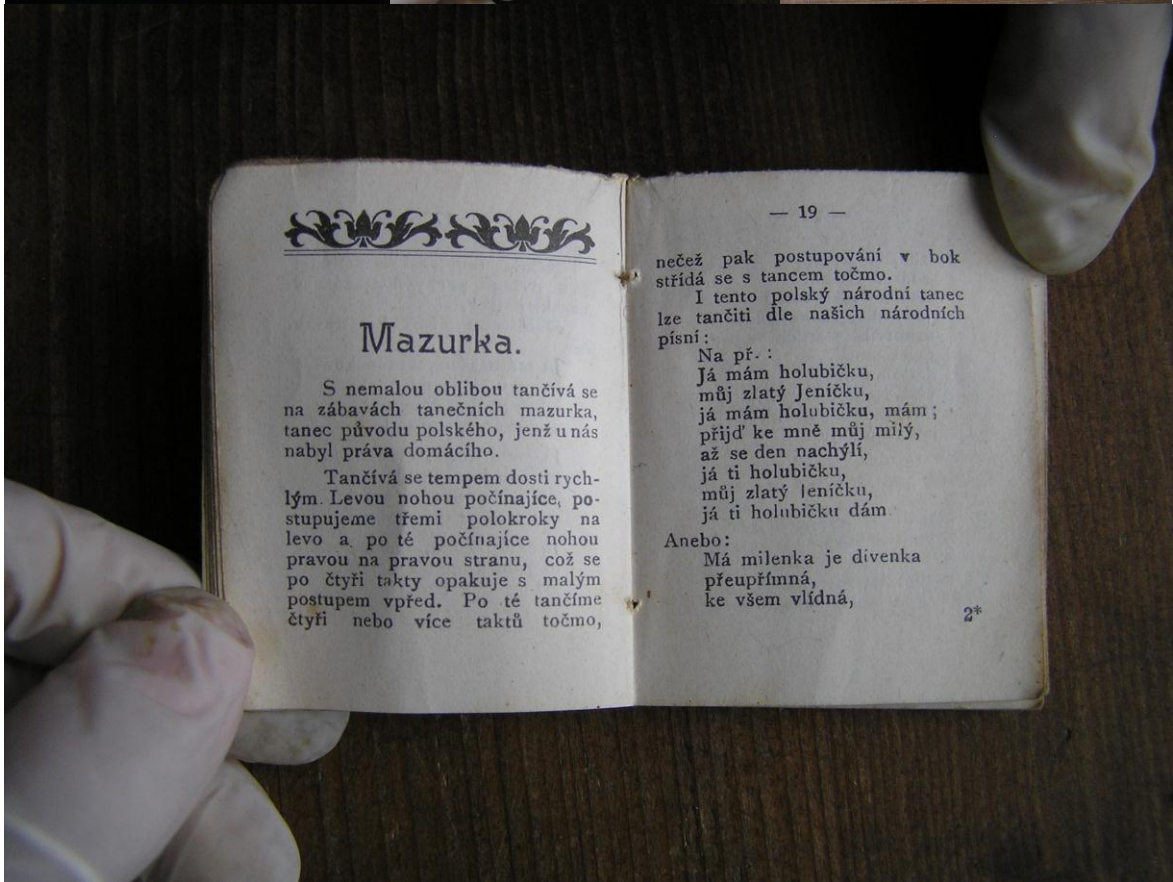 Mazurka.
S nemalou oblibou tančívá se
na zábavách tanečních mazurka,
tanec původu polského, jenž u nás
nabyl práva domácího.
Tančívá se tempem dosti rych-
lým. Levou nohou počínajíce, po-
stupujeme třemi polokroky na
levo a po té počínajíce nohou
pravou na pravou stranu, což se
po čtyři takty opakuje s malým
postupem vpřed. Po té tančíme
čtyři nebo více taktů točmo,
— 19 —
nečež pak postupování v bok
střídá se s tancem točmo.
I tento polský národní tanec
lze tančiti dle našich národních
písní:
Na př. :
Já mám holubičku,
můj zlatý Jeníčku,
já mám holubičku, mám;
přijď ke mně můj milý,
až se den nachýlí,
já ti holubičku,
můj zlatý Jeníčku,
já ti holubičku dám
Anebo:
Má milenka je divenka
přeupřímná,
ke všem vlídná,
2*